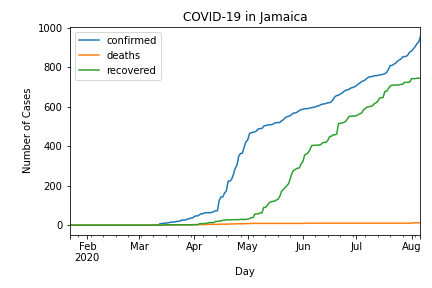 COVID-19 in Jamaica
confirmed
deaths
recovered
Number of Cases
1000
800
600
400
200
0
Feb
2020
Mar
Apr
May
Jun
Jul
Aug
Day